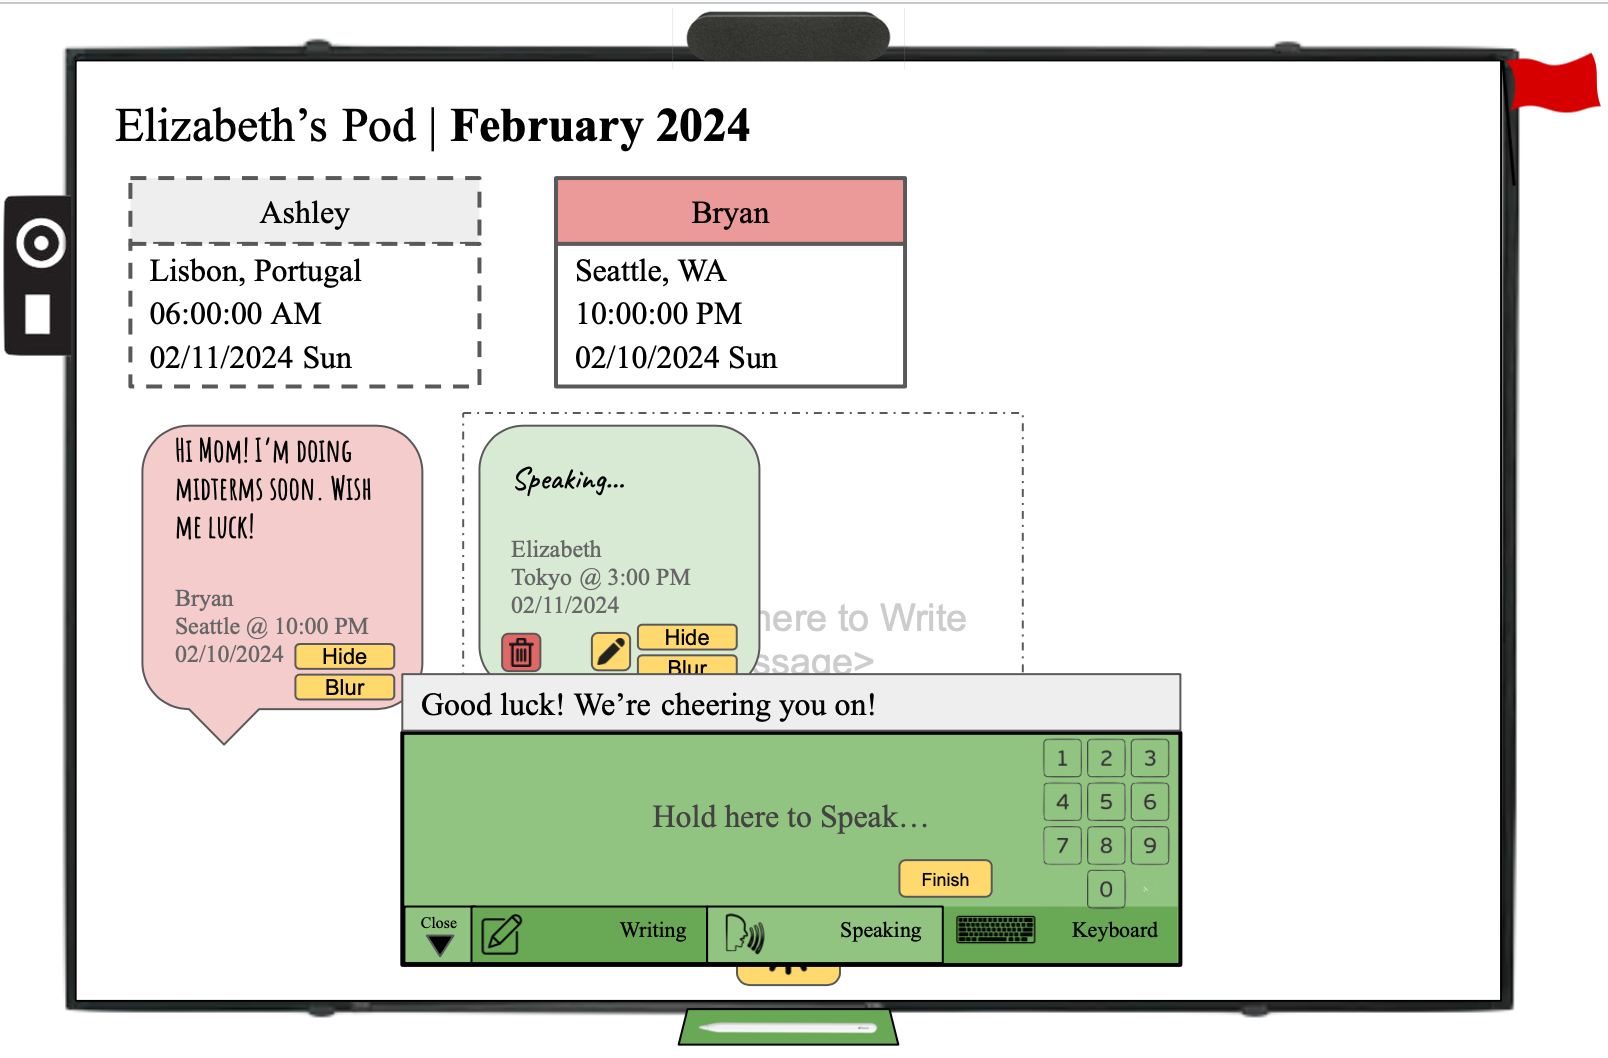 Elizabeth’s Pod | February 2024
Ashley
Lisbon, Portugal
06:00:00 AM
02/11/2024 Sun
Bryan
Seattle, WA
10:00:00 PM
02/10/2024 Sun
Hi Mom! I’m doing
midterms soon. Wish
me luck!
Bryan
Seattle @ 10:00 PM
02/10/2024
Hide
Blur
Speaking...
Elizabeth
Tokyo @ 3:00 PM
02/11/2024
Hide
Blur
here to Write
ssage>
Good luck! We’re cheering you on!
Hold here to Speak…
Finish
1 2 3
4 5 6
7 8 9
0
Close
Writing
Speaking
Keyboard